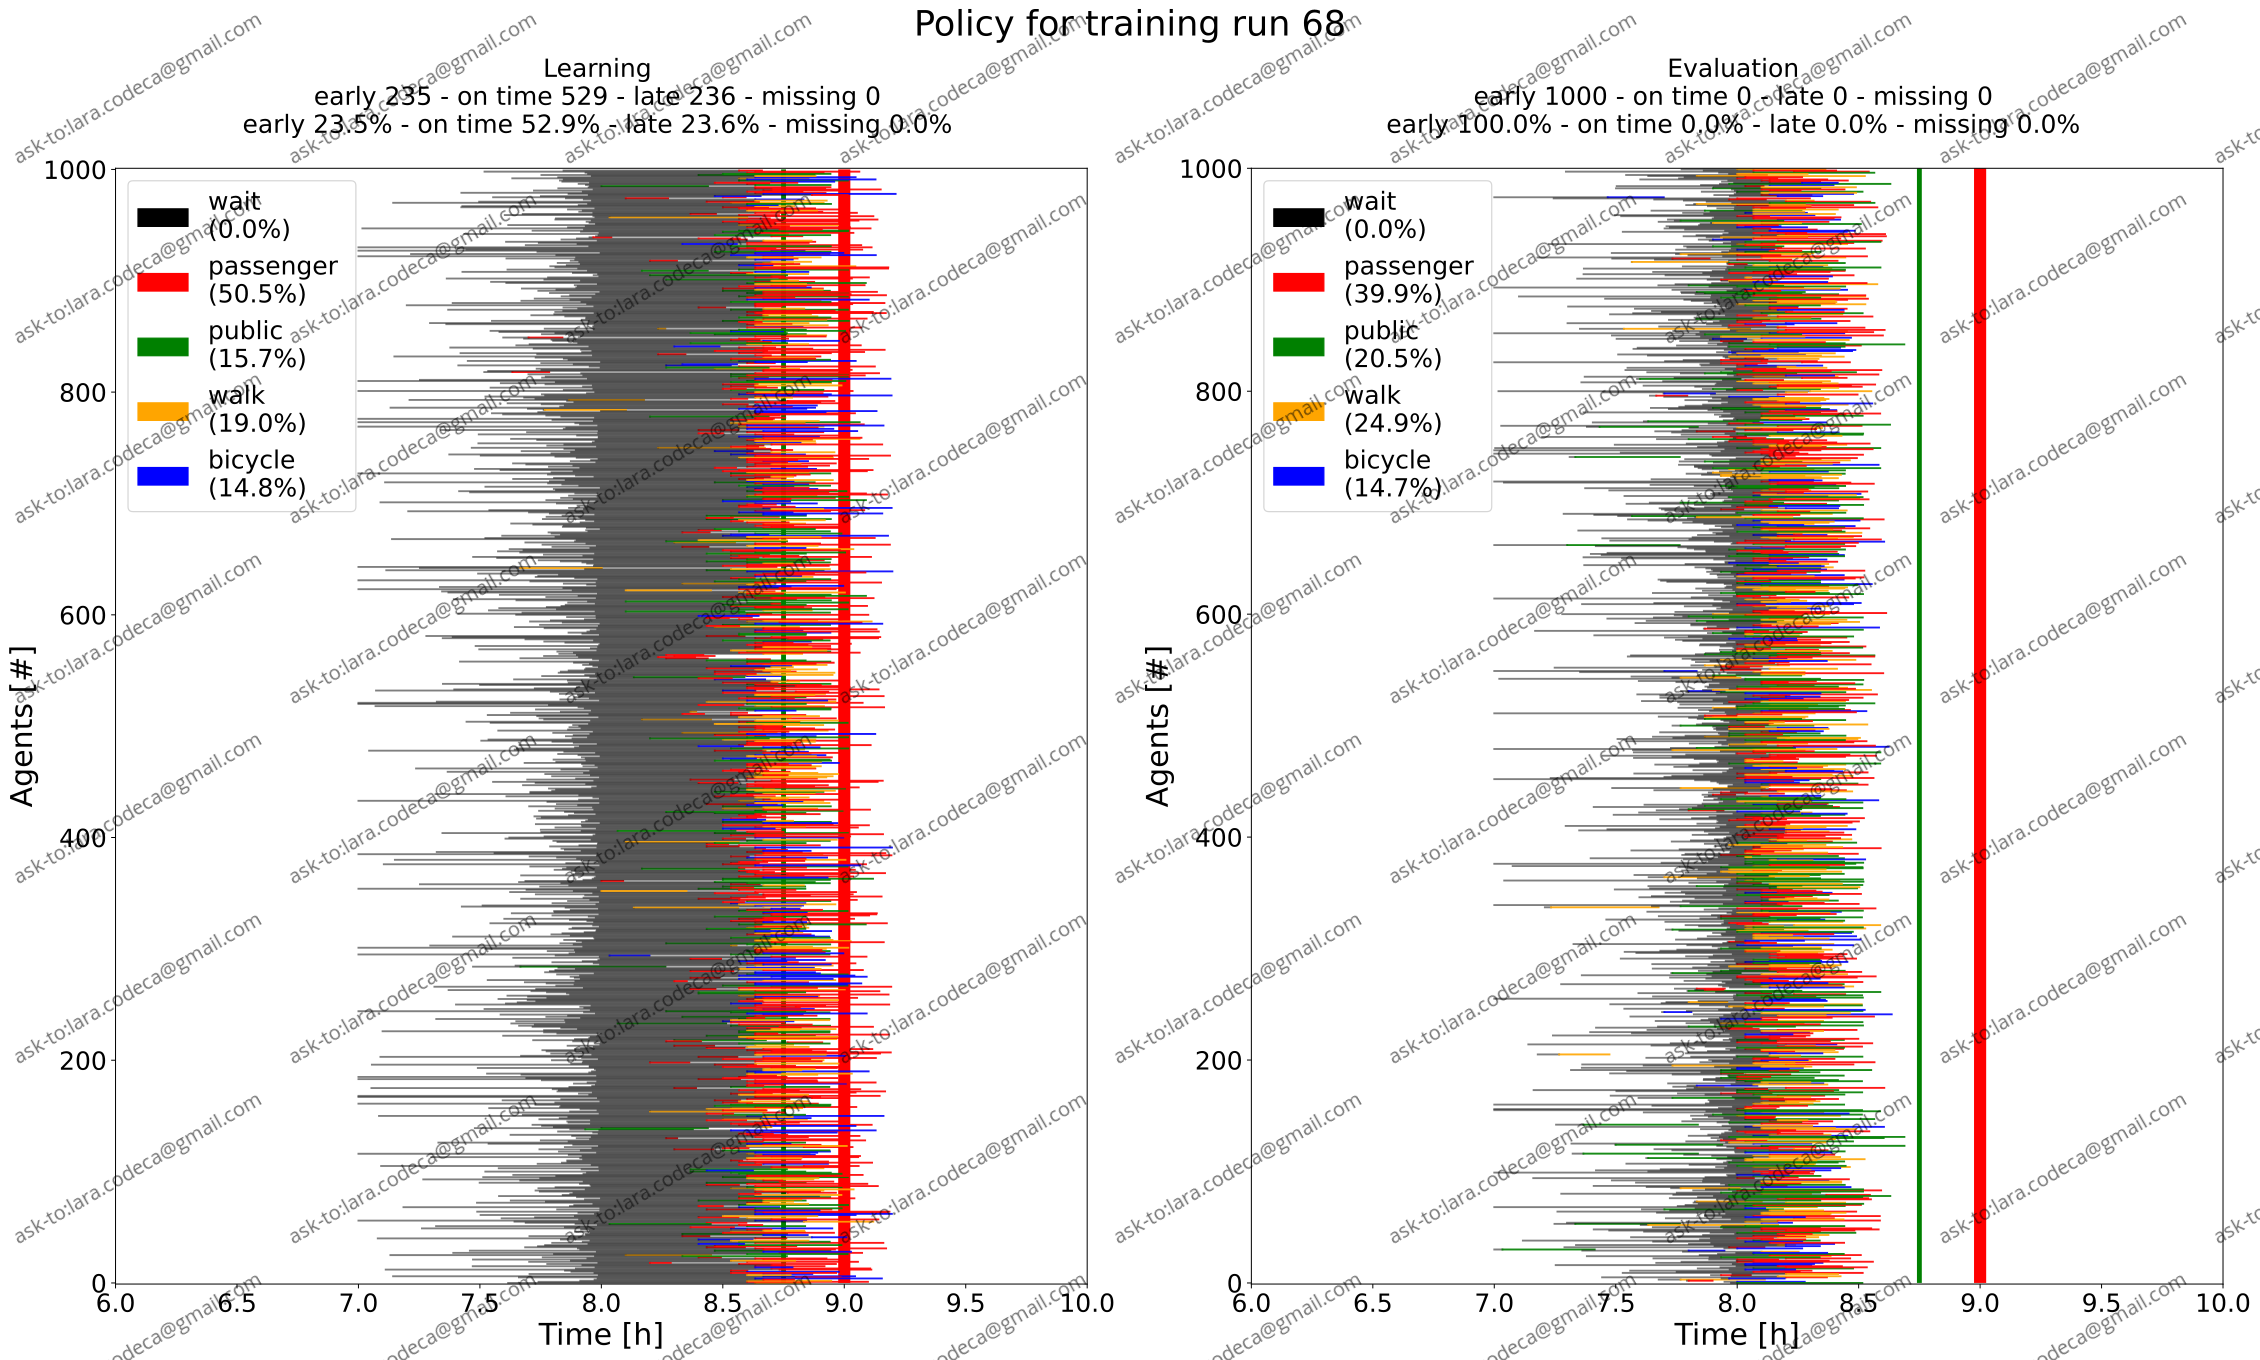 Policy for training run 68
Learning
early 235 - on time 529 - late 236 - missing 0
early 23.5% - on time 52.9% - late 23.6% - missing 0.0%
1000
800
600
400
200
0
Agents [#]
wait
(0.0%)
passenger
(50.5%)
public
(15.7%)
walk
(19.0%)
bicycle
(14.8%)
6.0 6.5 7.0 7.5 8.0 8.5 9.0 9.5 10.0
Time [h]
Evaluation
early 1000 - on time 0 - late 0 - missing 0
early 100.0% - on time 0.0% - late 0.0% - missing 0.0%
1000
800
600
400
200
0
Agents [#]
wait
(0.0%)
passenger
(39.9%)
public
(20.5%)
walk
(24.9%)
bicycle
(14.7%)
6.0 6.5 7.0 7.5 8.0 8.5 9.0 9.5 10.0
Time [h]
ask-to:lara.codeca@gmail.com